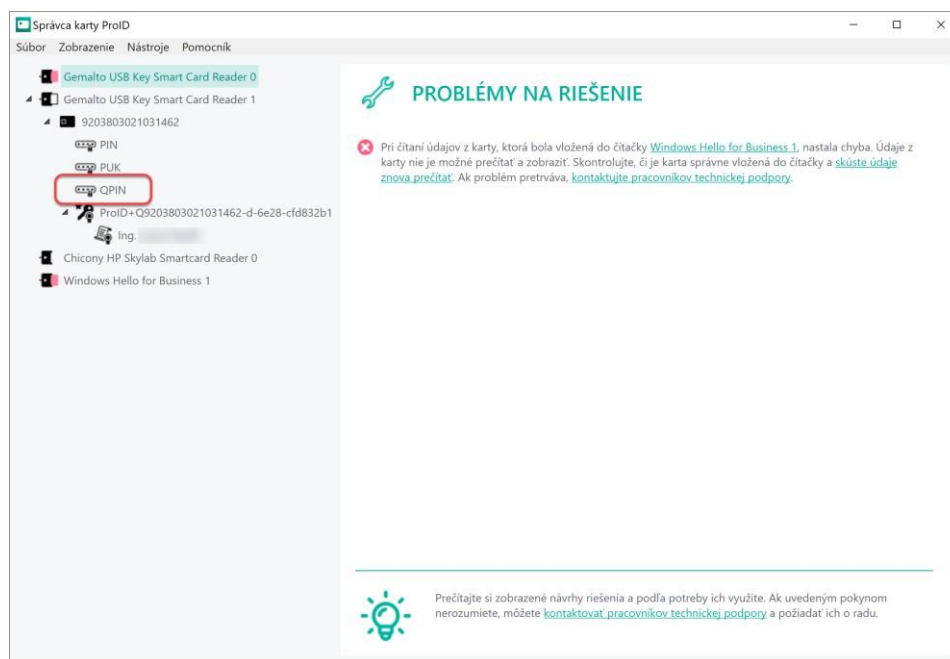 Správca karty ProID
Súbor Zobrazenie Nástroje Pomocník
Gemalto USB Key Smart Card Reader 0
Gemalto USB Key Smart Card Reader 1
9203803021031462
PIN
PUK
QPIN
ProID+Q9203803021031462-d-6e28-cfd832b1
Ing.
Chicony HP Skylab Smartcard Reader 0
Windows Hello for Business 1
PROBLÉMY NA RIEŠENIE
Pri čítaní údajov z karty, ktorá bola vložená do čítačky Windows Hello for Business 1, nastala chyba. Údaje z
karty nie je možné prečítať a zobraziť. Skontrolujte, či je karta správne vložená do čítačky a skúste údaje
znova prečítať. Ak problém pretrváva, kontaktujte pracovníkov technickej podpory.
Prečítajte si zobrazené návrhy riešenia a podľa potreby ich využite. Ak uvedeným pokynom
nerozumiete, môžete kontaktovať pracovníkov technickej podpory a požiadať ich o radu.